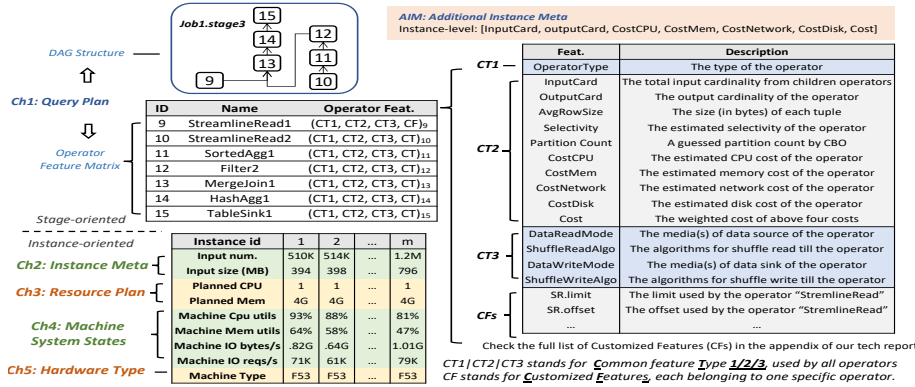 Job1.stage3
15
14
13
12
11
10
9
DAG Structure
Ch1: Query Plan
Operator
Feature Matrix
ID Name Operator Feat.
9 StreamlineRead1 (CT1, CT2, CT3, CF)9
10 StreamlineRead2 (CT1, CT2, CT3, CT)10
11 SortedAgg1 (CT1, CT2, CT3, CT)11
12 Filter2 (CT1, CT2, CT3, CT)12
13 MergeJoin1 (CT1, CT2, CT3, CT)13
14 HashAgg1 (CT1, CT2, CT3, CT)14
15 TableSink1 (CT1, CT2, CT3, CT)15
Stage-oriented
Instance-oriented
Ch2: Instance Meta
Ch3: Resource Plan
Ch4: Machine
System States
Ch5: Hardware Type
Instance id 1 2 ... m
Input num. 510K 514K ... 1.2M
Input size (MB) 394 398 ... 796
Planned CPU 1 1 ... 1
Planned Mem 4G 4G ... 4G
Machine Cpu utils 93% 88% ... 81%
Machine Mem utils 64% 58% ... 47%
Machine IO bytes/s .82G .64G ... 1.01G
Machine IO reqs/s 71K 61K ... 79K
Machine Type F53 F53 ... F53
AIM: Additional Instance Meta
Instance-level: [InputCard, outputCard, CostCPU, CostMem, CostNetwork, CostDisk, Cost]
Feat. Description
CT1 OperatorType The type of the operator
CT2
InputCard The total input cardinality from children operators
OutputCard The output cardinality of the operator
AvgRowSize The size (in bytes) of each tuple
Selectivity The estimated selectivity of the operator
Partition Count A guessed partition count by CBO
CostCPU The estimated CPU cost of the operator
CostMem The estimated memory cost of the operator
CostNetwork The estimated network cost of the operator
CostDisk The estimated disk cost of the operator
Cost The weighted cost of above four costs
CT3
DataReadMode The media(s) of data source of the operator
ShuffleReadAlgo The algorithms for shuffle read till the operator
DataWriteMode The media(s) of data sink of the operator
ShuffleWriteAlgo The algorithms for shuffle write till the operator
CFs
SR.limit The limit used by the operator “StremlineRead”
SR.offset The offset used by the operator “StremlineRead”
... ...
Check the full list of Customized Features (CFs) in the appendix of our tech report
CT1|CT2|CT3 stands for Common feature Type 1/2/3, used by all operators
CF stands for Customized Features, each belonging to one specific operator.